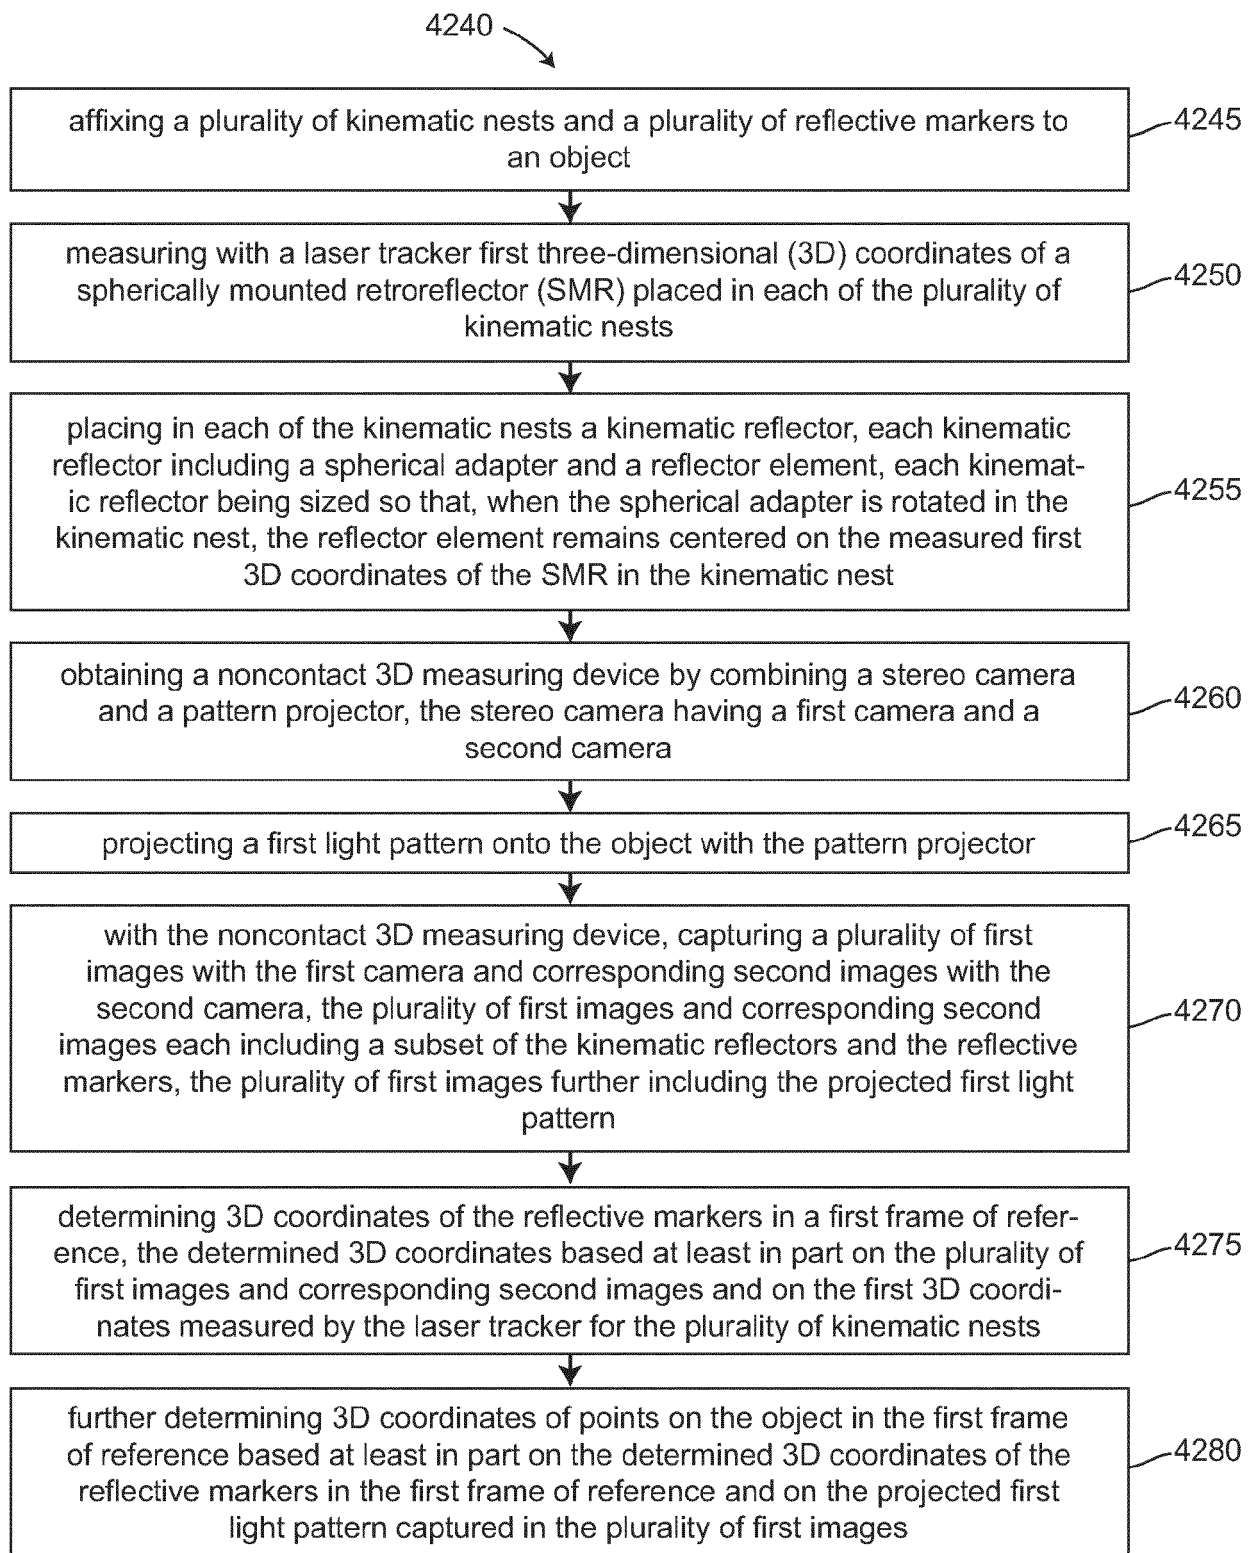 4240
affixing a plurality of kinematic nests and a plurality of reflective markers to
an object
4245
measuring with a laser tracker first three-dimensional (3D) coordinates of a
spherically mounted retroreflector (SMR) placed in each of the plurality of
kinematic nests
4250
placing in each of the kinematic nests a kinematic reflector, each kinematic
reflector including a spherical adapter and a reflector element, each kinemat-
ic reflector being sized so that, when the spherical adapter is rotated in the
kinematic nest, the reflector element remains centered on the measured first
3D coordinates of the SMR in the kinematic nest
4255
obtaining a noncontact 3D measuring device by combining a stereo camera
and a pattern projector, the stereo camera having a first camera and a
second camera
4260
projecting a first light pattern onto the object with the pattern projector
4265
with the noncontact 3D measuring device, capturing a plurality of first
images with the first camera and corresponding second images with the
second camera, the plurality of first images and corresponding second
images each including a subset of the kinematic reflectors and the reflective
markers, the plurality of first images further including the projected first light
pattern
4270
determining 3D coordinates of the reflective markers in a first frame of refer-
ence, the determined 3D coordinates based at least in part on the plurality of
first images and corresponding second images and on the first 3D coordi-
nates measured by the laser tracker for the plurality of kinematic nests
4275
further determining 3D coordinates of points on the object in the first frame
of reference based at least in part on the determined 3D coordinates of the
reflective markers in the first frame of reference and on the projected first
light pattern captured in the plurality of first images
4280